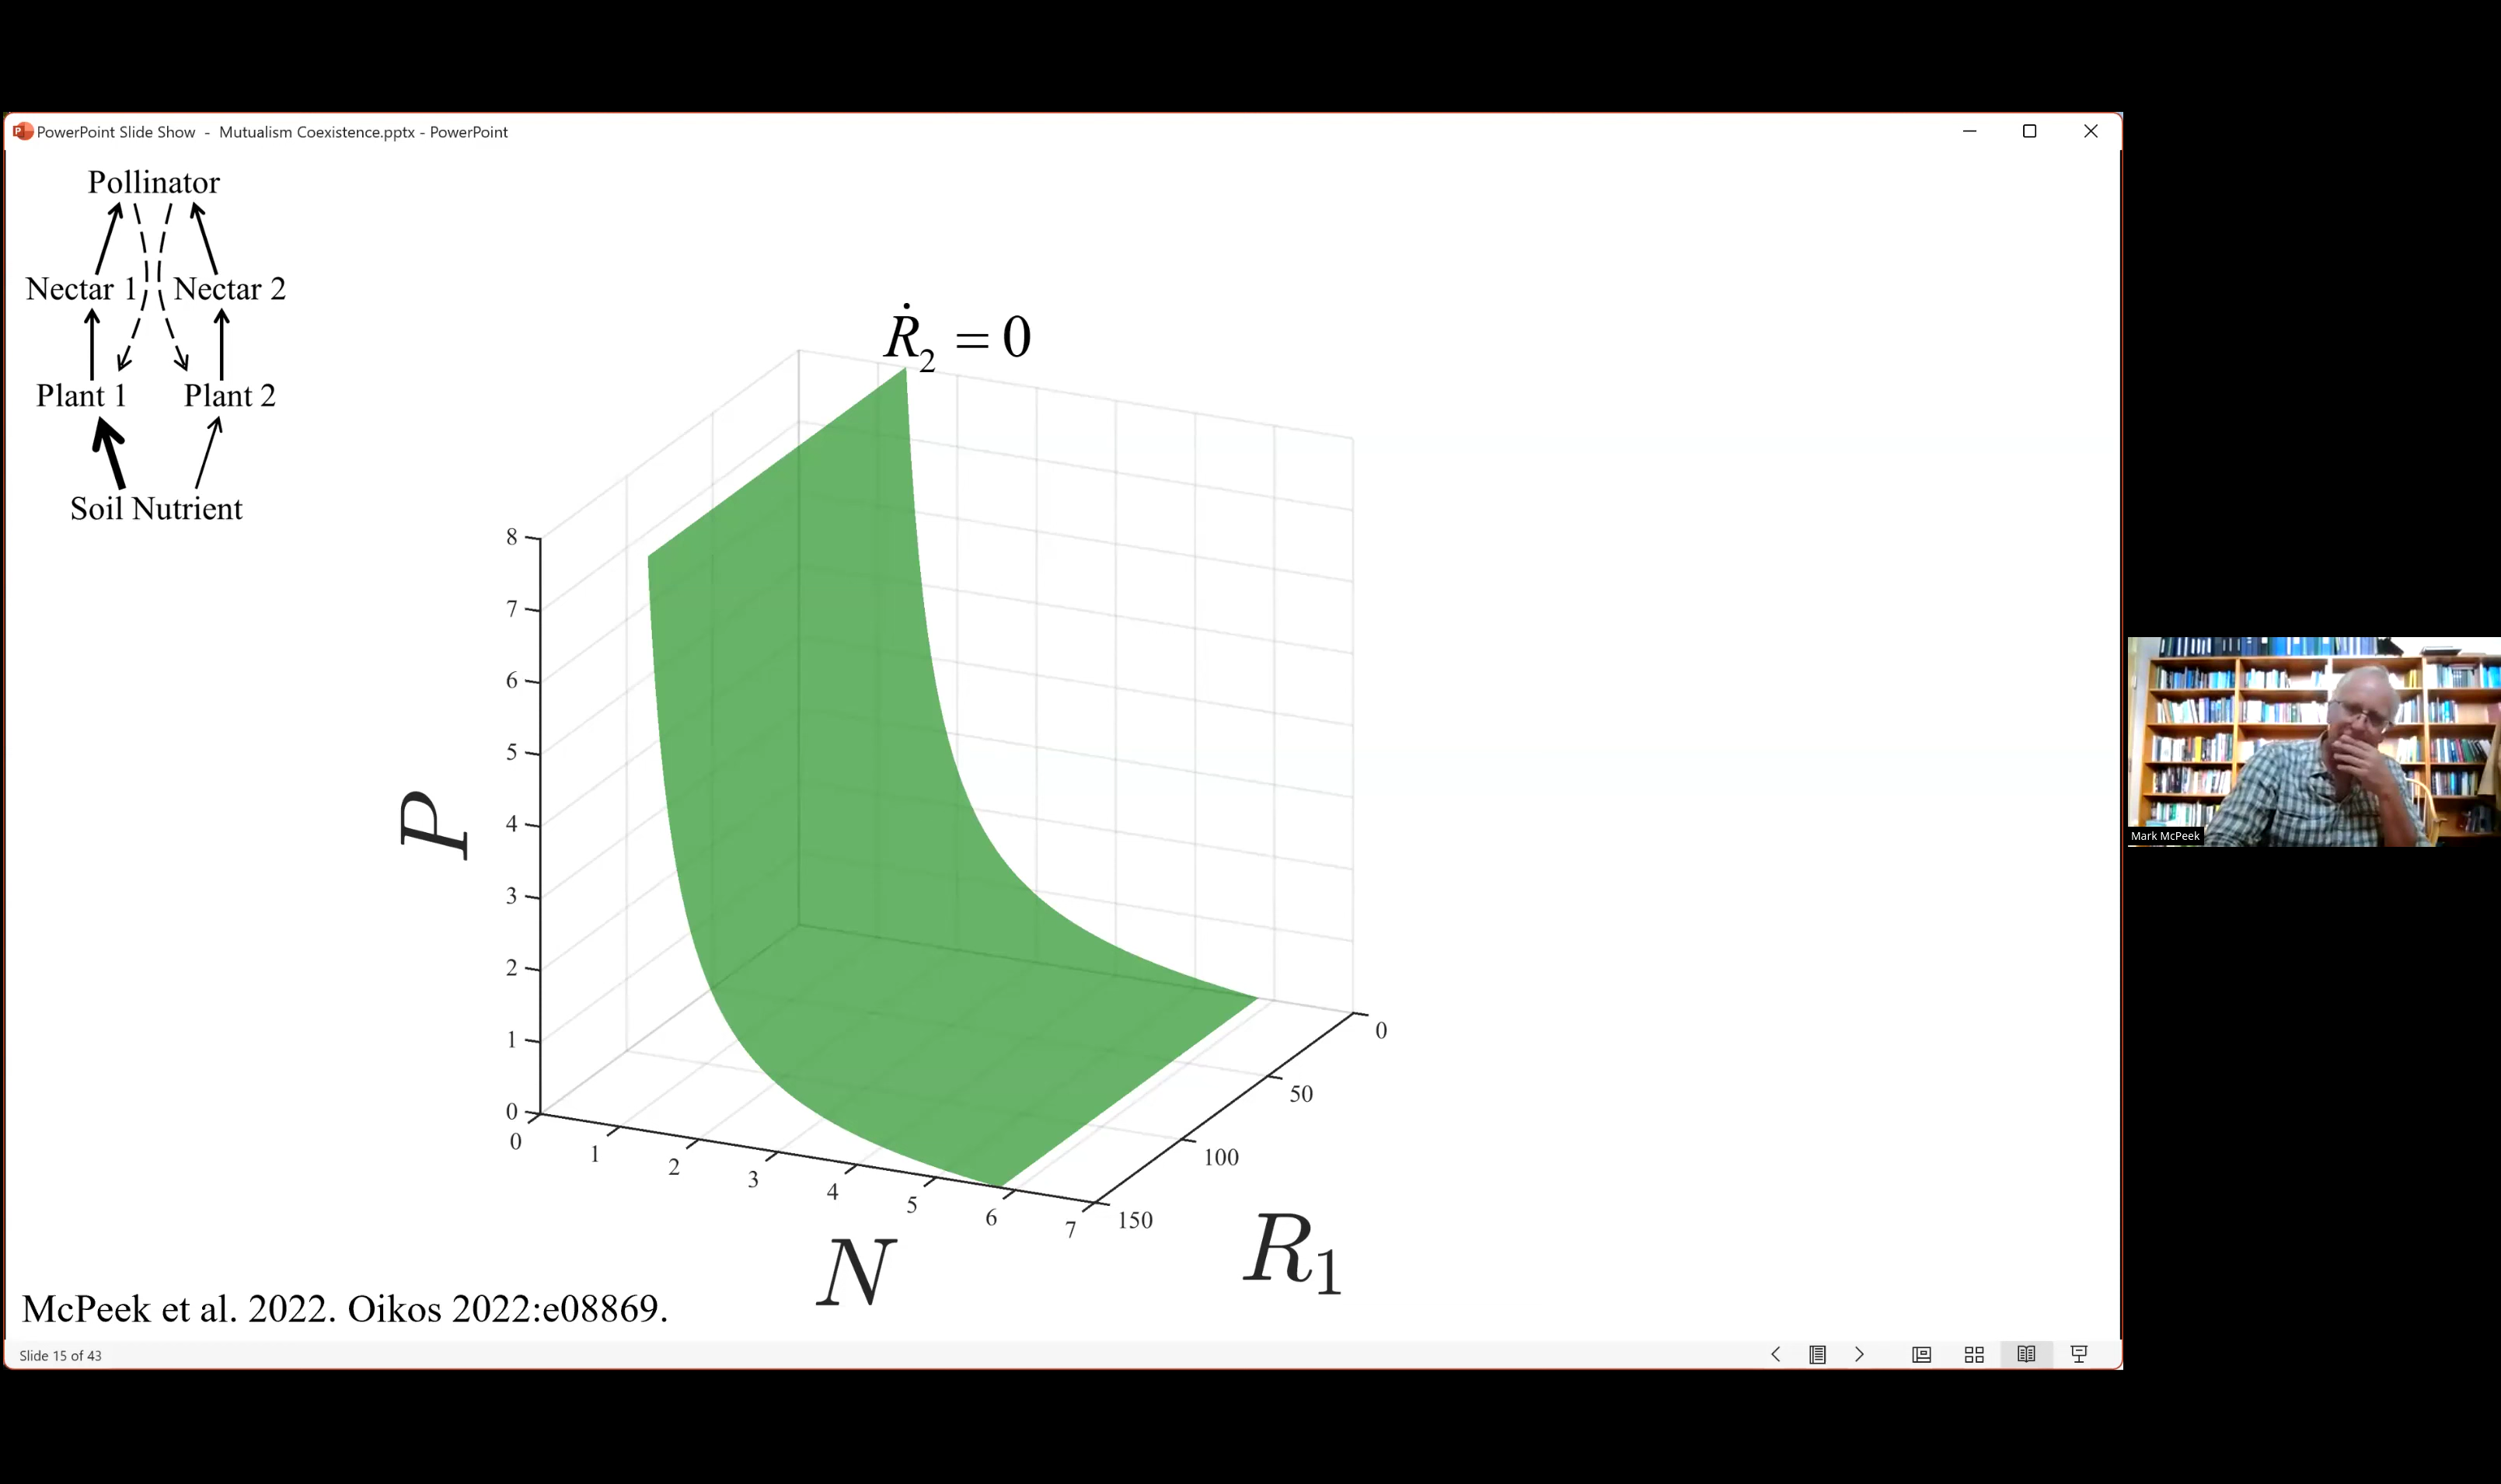 PowerPoint Slide Show - Mutualism Coexistence.pptx - PowerPoint
Pollinator
Nectar 1 Nectar 2
Plant 1 Plant 2
Soil Nutrient
Ṙ₂ = 0
P
8
7
6
5
4
3
2
1
0
0 1 2 3 4 5 6 7
N
0
50
100
150
R₁
McPeek et al. 2022. Oikos 2022:e08869.
Slide 15 of 43
Mark McPeek